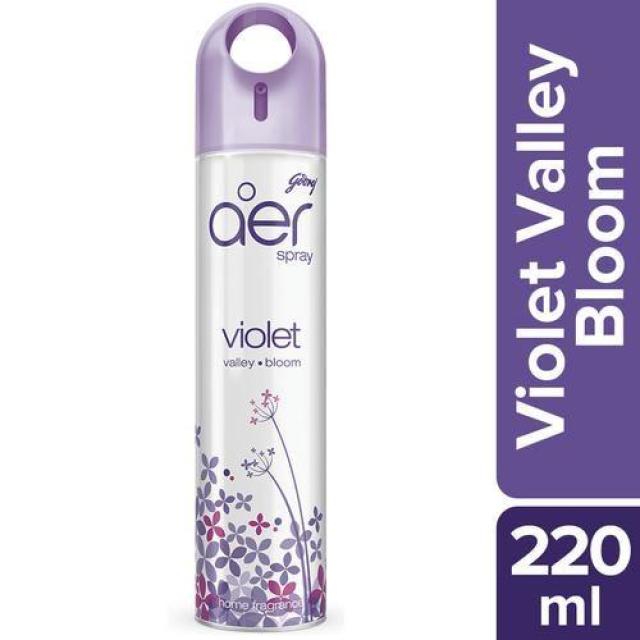 Godrej
aer
spray
violet
valley • bloom
home fragrance
Violet Valley
Bloom
220
ml